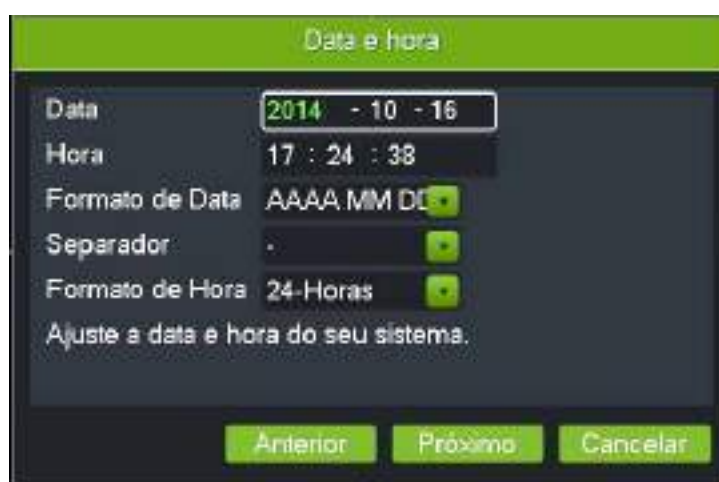 Data e hora
Data 2014 - 10 - 16
Hora 17 : 24 : 38
Formato de Data AAAA MM DD
Separador -
Formato de Hora 24-Horas
Ajuste a data e hora do seu sistema.
Anterior Próximo Cancelar